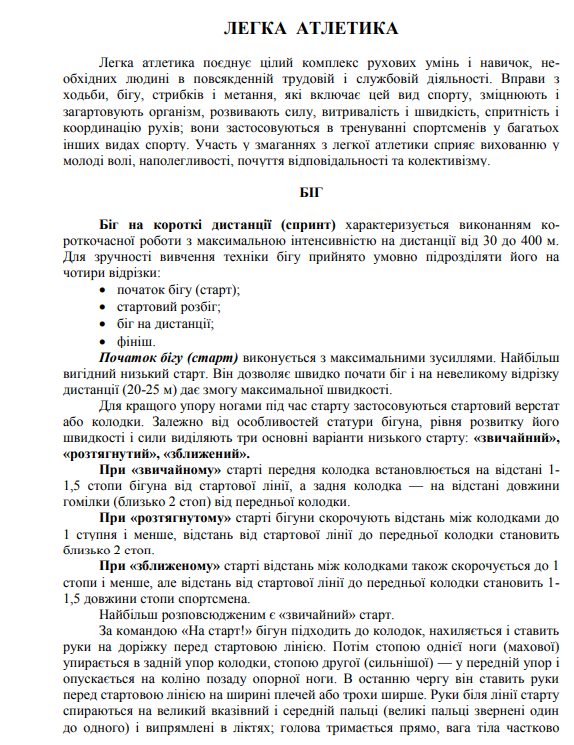 ЛЕГКА АТЛЕТИКА
Легка атлетика поєднує цілий комплекс рухових умінь і навичок, не-
обхідних людині в повсякденній трудовій і службовій діяльності. Вправи з
ходьби, бігу, стрибків і метання, які включає цей вид спорту, зміцнюють і
загартовують організм, розвивають силу, витривалість і швидкість, спритність і
координацію рухів; вони застосовуються в тренуванні спортсменів у багатьох
інших видах спорту. Участь у змаганнях з легкої атлетики сприяє вихованню у
молоді волі, наполегливості, почуття відповідальності та колективізму.
БІГ
Біг на короткі дистанції (спринт) характеризується виконанням ко-
роткочасної роботи з максимальною інтенсивністю на дистанції від 30 до 400 м.
Для зручності вивчення техніки бігу прийнято умовно підрозділяти його на
чотири відрізки:
• початок бігу (старт);
• стартовий розбіг;
• біг на дистанції;
• фініш.
Початок бігу (старт) виконується з максимальними зусиллями. Найбільш
вигідний низький старт. Він дозволяє швидко почати біг і на невеликому відрізку
дистанції (20-25 м) дає змогу максимальної швидкості.
Для кращого упору ногами під час старту застосовуються стартовий верстат
або колодки. Залежно від особливостей статури бігуна, рівня розвитку його
швидкості і сили виділяють три основні варіанти низького старту: «звичайний»,
«розтягнутий», «зближений».
При «звичайному» старті передня колодка встановлюється на відстані 1-
1,5 стопи бігуна від стартової лінії, а задня колодка — на відстані довжини
гомілки (близько 2 стоп) від передньої колодки.
При «розтягнутому» старті бігуни скорочують відстань між колодками до
1 ступня і менше, відстань від стартової лінії до передньої колодки становить
близько 2 стоп.
При «зближеному» старті відстань між колодками також скорочується до 1
стопи і менше, але відстань від стартової лінії до передньої колодки становить 1-
1,5 довжини стопи спортсмена.
Найбільш розповсюдженим є «звичайний» старт.
За командою «На старт!» бігун підходить до колодок, нахиляється і ставить
руки на доріжку перед стартовою лінією. Потім стопою однієї ноги (махової)
упирається в задній упор колодки, стопою другої (сильнішої) — у передній упор і
опускається на коліно позаду опорної ноги. В останню чергу він ставить руки
перед стартовою лінією на ширині плечей або трохи ширше. Руки біля лінії старту
спираються на великий вказівний і середній пальці (великі пальці звернені один
до одного) і випрямлені в ліктях; голова тримається прямо, вага тіла частково